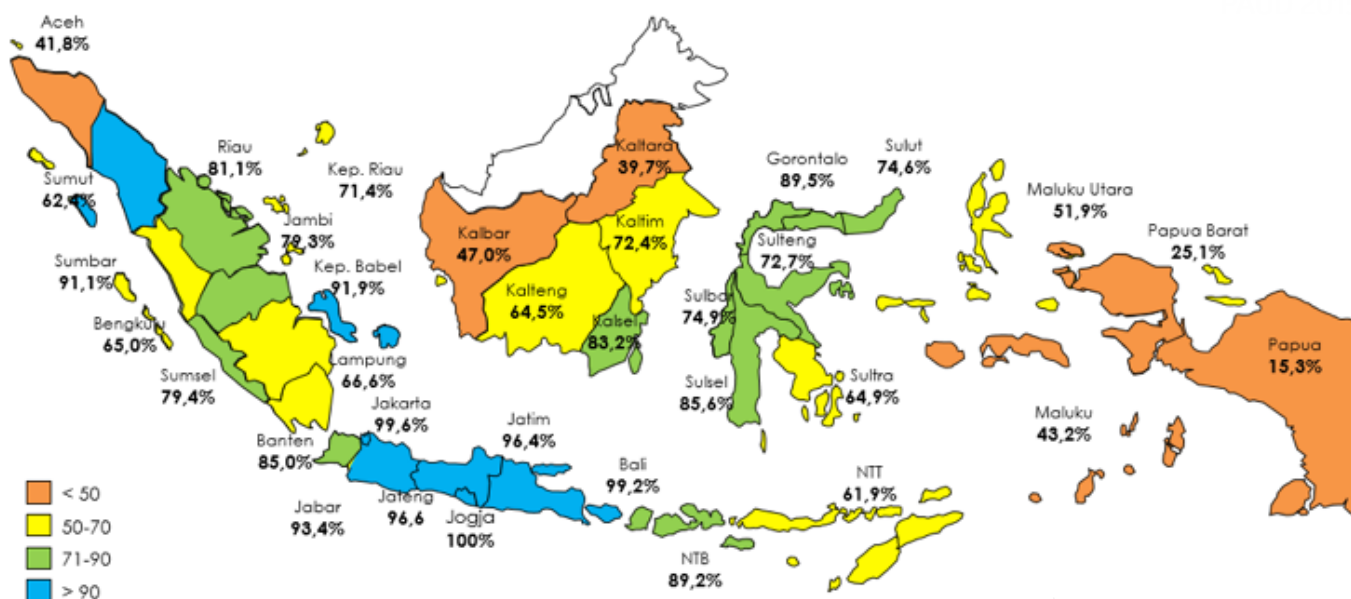 Aceh
41,8%
Sumut
62,4%
Riau
81,1%
Kep. Riau
71,4%
Jambi
79,3%
Sumbar
91,1%
Kep. Babel
91,9%
Bengkulu
65,0%
Sumsel
79,4%
Lampung
66,6%
Jakarta
99,6%
Banten
85,0%
Jabar
93,4%
Jateng
96,6
Jogja
100%
Jatim
96,4%
Bali
99,2%
NTB
89,2%
NTT
61,9%
Kalbar
47,0%
Kalteng
64,5%
Kalsel
83,2%
Kaltim
72,4%
Kaltara
39,7%
Gorontalo
89,5%
Sulut
74,6%
Sulteng
72,7%
Sulbar
74,9%
Sulsel
85,6%
Sultra
64,9%
Maluku Utara
51,9%
Maluku
43,2%
Papua Barat
25,1%
Papua
15,3%
< 50
50-70
71-90
> 90